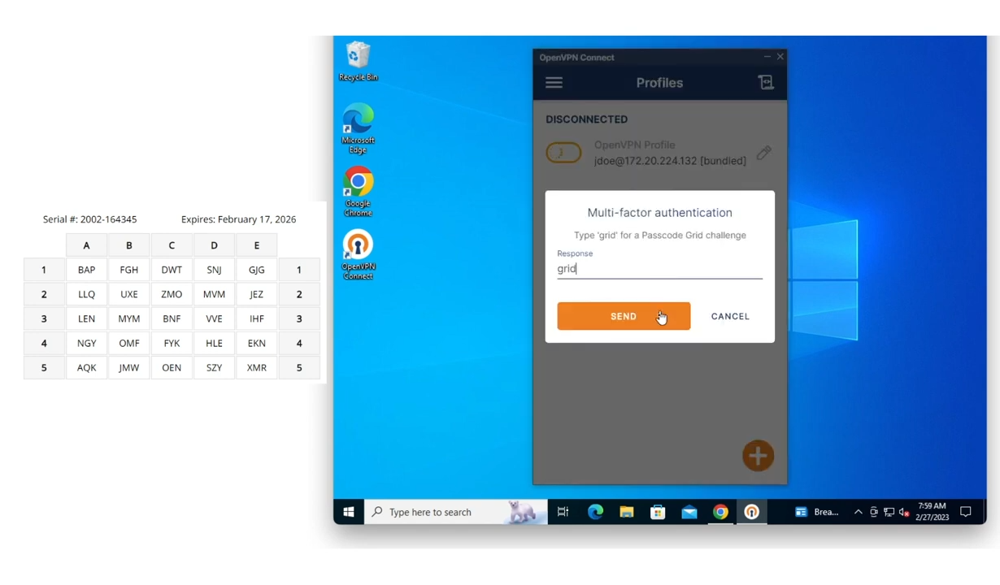 Serial #: 2002-164345 Expires: February 17, 2026
A B C D E
1 BAP FGH DWT SNJ GJG 1
2 LLQ UXE ZMO MVM JEZ 2
3 LEN MYM BNF VVE IHF 3
4 NGY OMF FYK HLE EKN 4
5 AQK JMW OEN SZY XMR 5
Recycle Bin
Microsoft
Edge
Google
Chrome
OpenVPN
Connect
OpenVPN Connect
Profiles
DISCONNECTED
OpenVPN Profile
jdoe@172.20.224.132 [bundled]
Multi-factor authentication
Type 'grid' for a Passcode Grid challenge
Response
grid
SEND CANCEL
Type here to search
Brea...
7:59 AM
2/27/2023